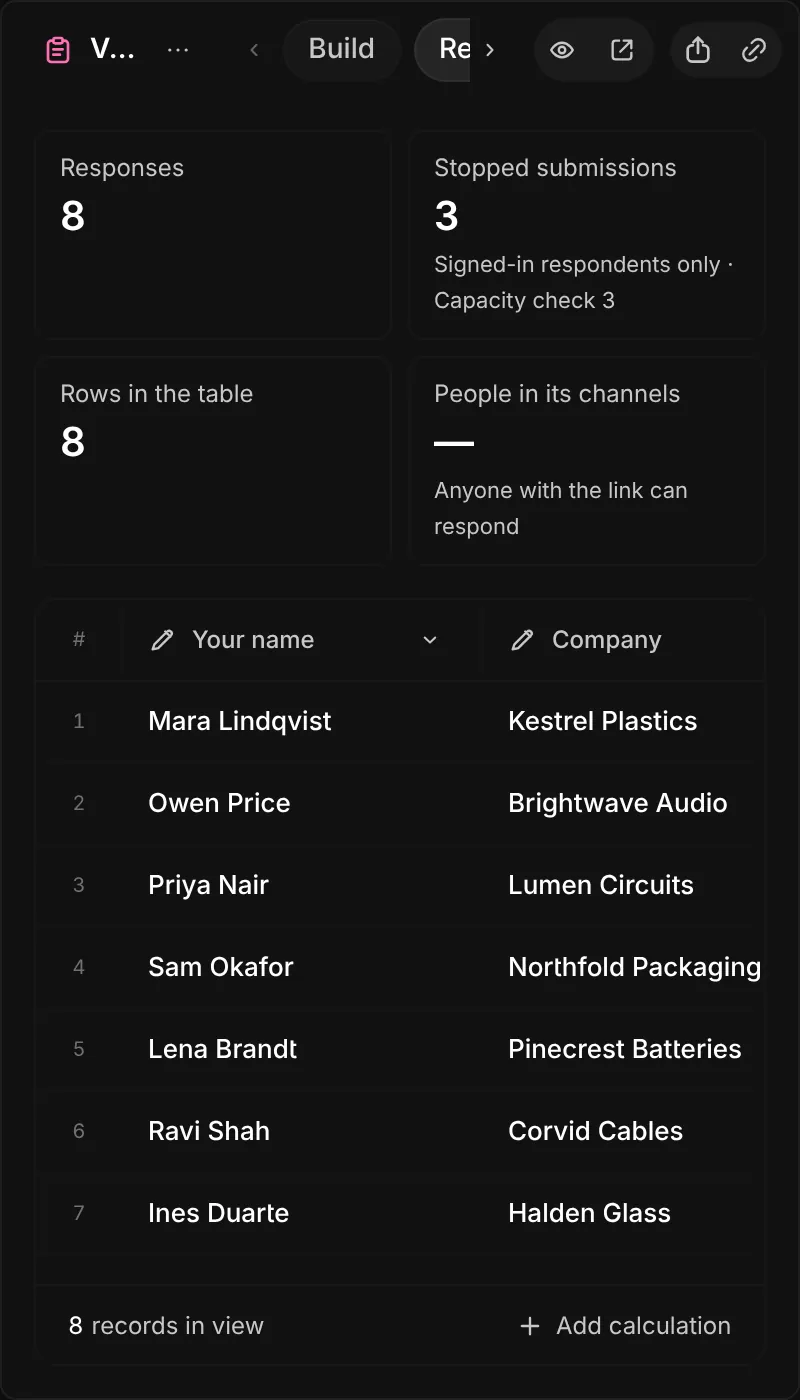 V...
Build
Re
Responses
8
Stopped submissions
3
Signed-in respondents only ·
Capacity check 3
Rows in the table
8
People in its channels
—
Anyone with the link can
respond
# Your name Company
1 Mara Lindqvist Kestrel Plastics
2 Owen Price Brightwave Audio
3 Priya Nair Lumen Circuits
4 Sam Okafor Northfold Packaging
5 Lena Brandt Pinecrest Batteries
6 Ravi Shah Corvid Cables
7 Ines Duarte Halden Glass
8 records in view + Add calculation